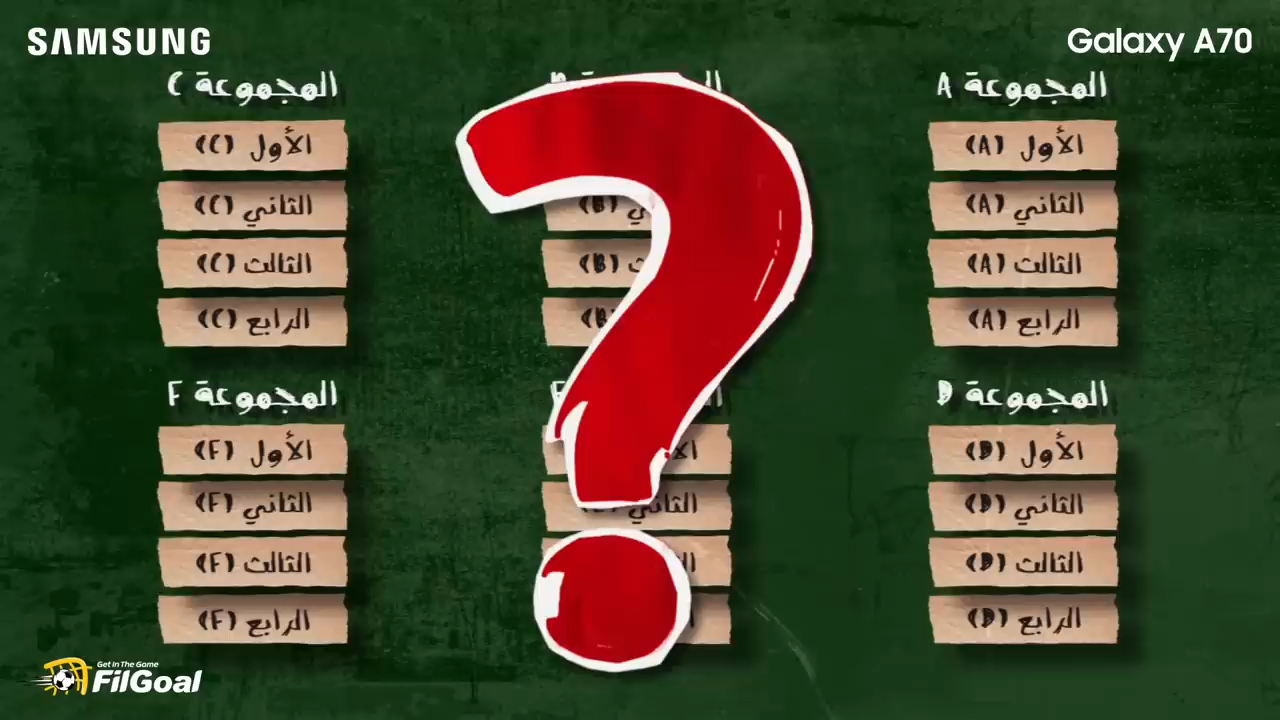 SAMSUNG
Galaxy A70
المجموعة A
الأول (A)
الثاني (A)
الثالث (A)
الرابع (A)
(B)
(B)
المجموعة C
الأول (C)
الثاني (C)
الثالث (C)
الرابع (C)
المجموعة D
الأول (D)
الثاني (D)
الثالث (D)
الرابع (D)
الثاني
المجموعة F
الأول (F)
الثاني (F)
الثالث (F)
الرابع (F)
?
Get In The Game
FilGoal